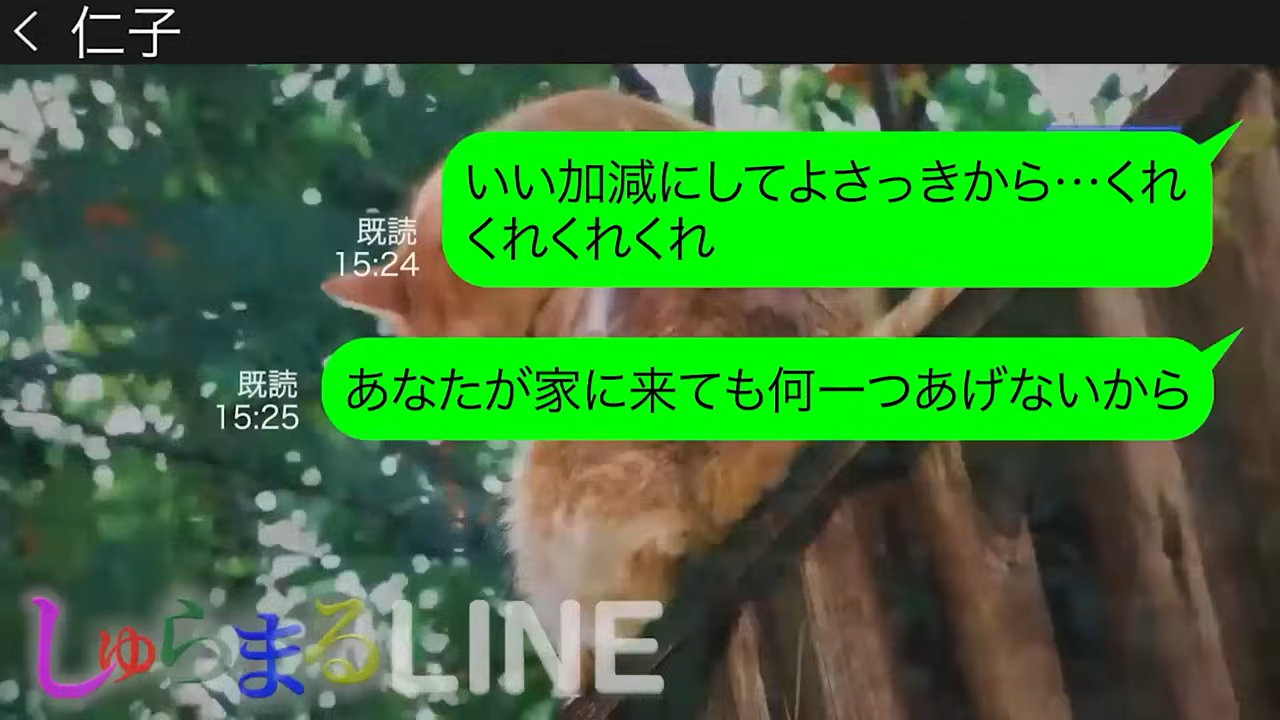 仁子
いい加減にしてよさっきから…くれ
くれくれくれ
既読
15:24
あなたが家に来ても何一つあげないから
既読
15:25
しゅらまるLINE